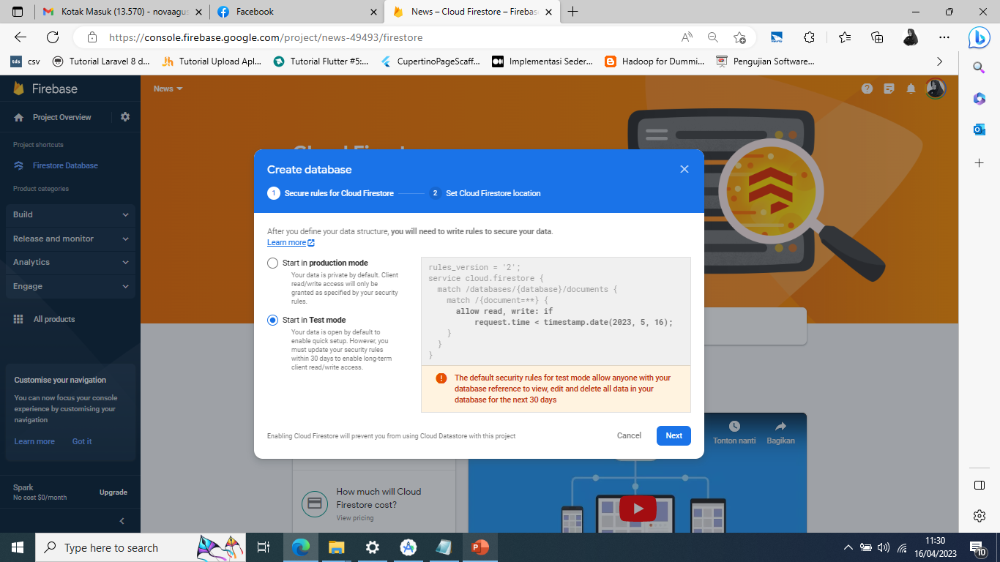 Kotak Masuk (13.570) - novaagus
Facebook
News – Cloud Firestore – Firebas
https://console.firebase.google.com/project/news-49493/firestore
csv
Tutorial Laravel 8 d...
Tutorial Upload Apl...
Tutorial Flutter #5:...
CupertinoPageScaff...
Implementasi Seder...
Hadoop for Dummi...
Pengujian Software...
Firebase
News
Project Overview
Project shortcuts
Firestore Database
Product categories
Build
Release and monitor
Analytics
Engage
All products
Customise your navigation
You can now focus your console
experience by customising your
navigation
Learn more
Got it
Spark
No cost $0/month
Upgrade
Cloud Firestore
Create database
1 Secure rules for Cloud Firestore
2 Set Cloud Firestore location
After you define your data structure, you will need to write rules to secure your data.
Learn more
Start in production mode
Your data is private by default. Client
read/write access will only be
granted as specified by your security
rules.
Start in Test mode
Your data is open by default to
enable quick setup. However, you
must update your security rules
within 30 days to enable long-term
client read/write access.
rules_version = '2';
service cloud.firestore {
match /databases/{database}/documents {
match /{document=**} {
allow read, write: if
request.time < timestamp.date(2023, 5, 16);
}
}
}
The default security rules for test mode allow anyone with your
database reference to view, edit and delete all data in your
database for the next 30 days
Enabling Cloud Firestore will prevent you from using Cloud Datastore with this project
Cancel
Next
Tonton nanti
Bagikan
How much will Cloud
Firestore cost?
View pricing
Type here to search
11:30
16/04/2023
10